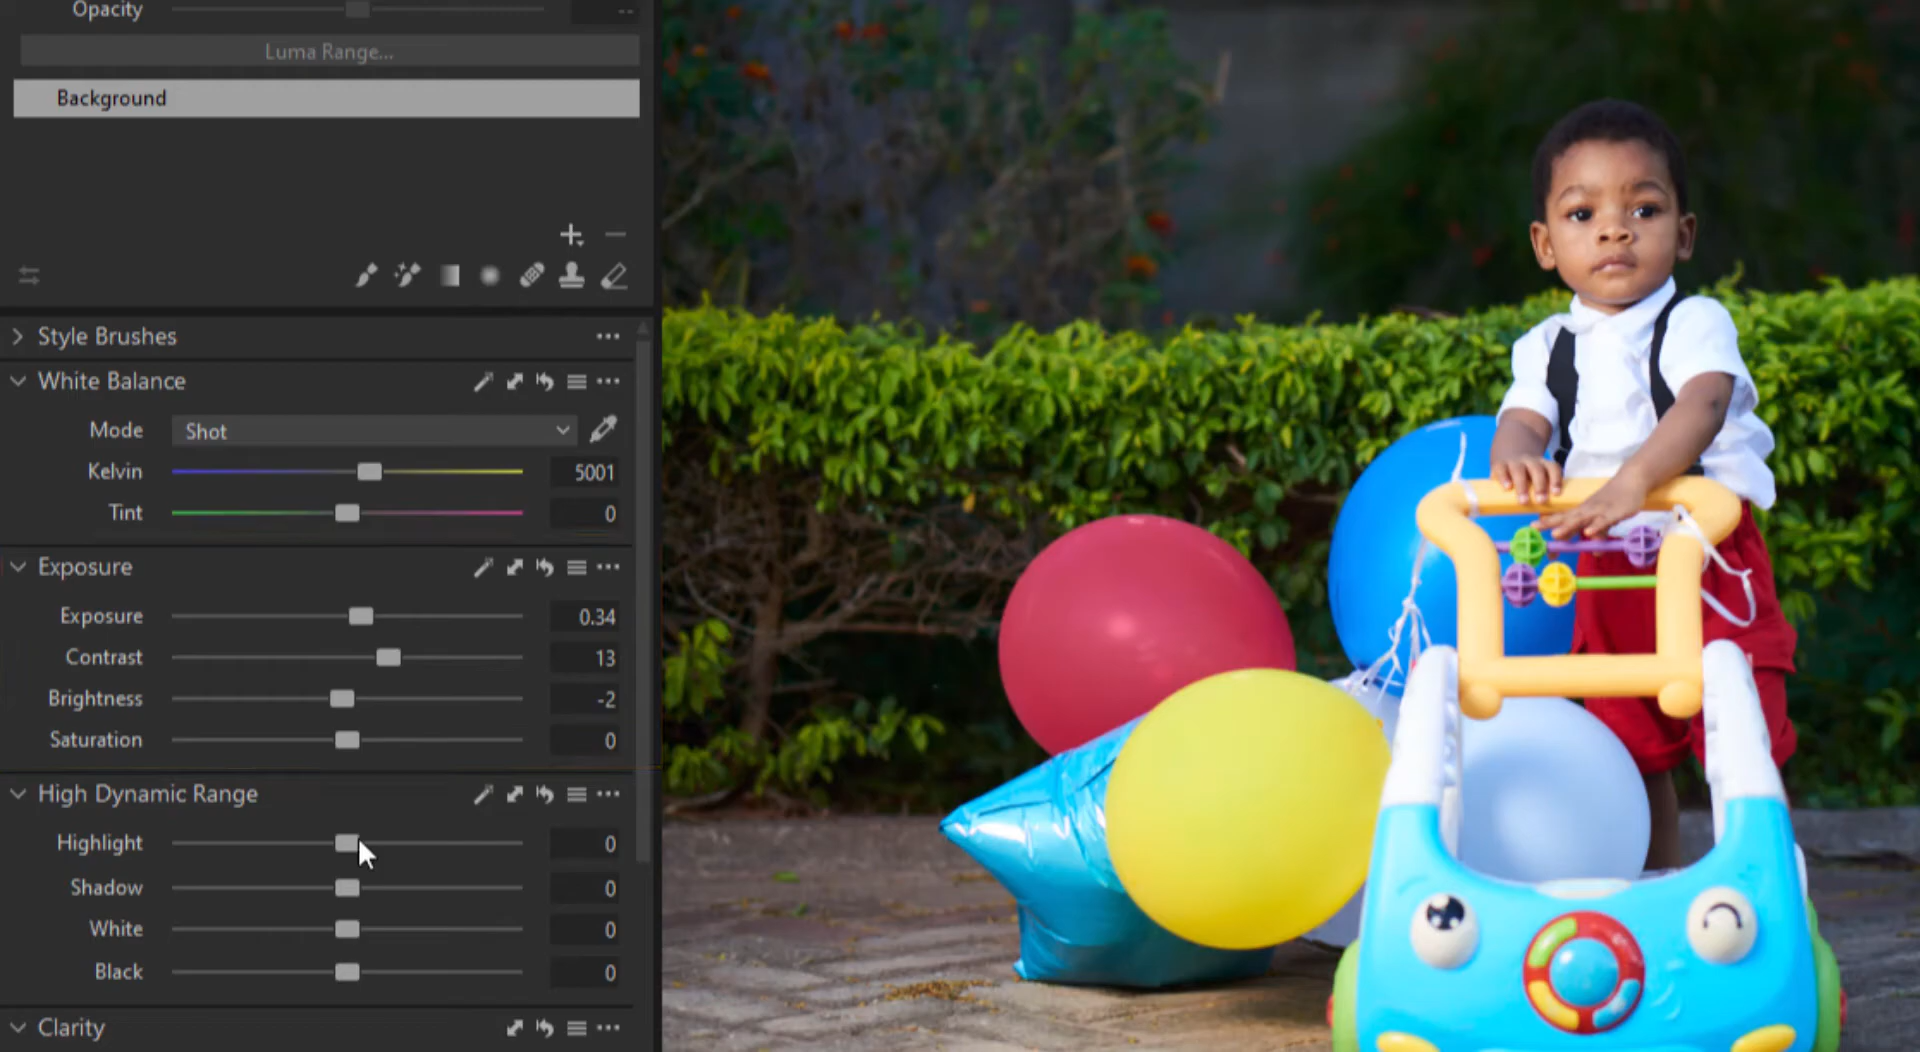 Opacity --
Luma Range...
Background
Style Brushes
White Balance
Mode Shot
Kelvin 5001
Tint 0
Exposure
Exposure 0.34
Contrast 13
Brightness -2
Saturation 0
High Dynamic Range
Highlight 0
Shadow 0
White 0
Black 0
Clarity